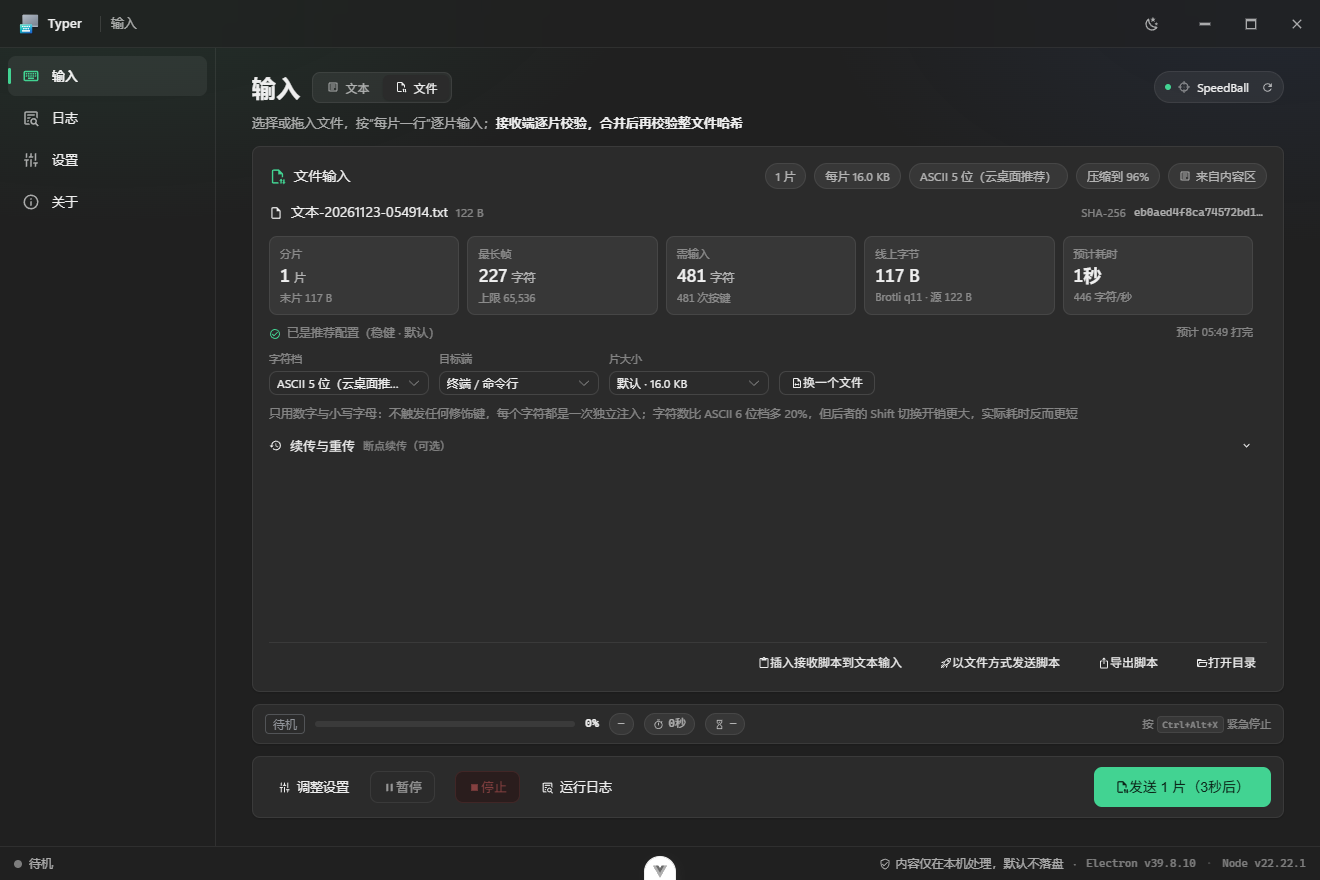 Typer 输入
输入
日志
设置
关于
输入 文本 文件
SpeedBall
选择或拖入文件，按“每片一行”逐片输入；接收端逐片校验，合并后再校验整文件哈希
文件输入
1 片 每片 16.0 KB ASCII 5 位（云桌面推荐） 压缩到 96% 来自内容区
文本-20261123-054914.txt 122 B
SHA-256 eb0aed4f8ca74572bd1…
分片
1 片
末片 117 B
最长帧
227 字符
上限 65,536
需输入
481 字符
481 次按键
线上字节
117 B
Brotli q11 · 源 122 B
预计耗时
1秒
446 字符/秒
已是推荐配置（稳健 · 默认）
预计 05:49 打完
字符档 目标端 片大小
ASCII 5 位（云桌面推... 终端 / 命令行 默认 · 16.0 KB 换一个文件
只用数字与小写字母：不触发任何修饰键，每个字符都是一次独立注入；字符数比 ASCII 6 位档多 20%，但后者的 Shift 切换开销更大，实际耗时反而更短
续传与重传 断点续传（可选）
插入接收脚本到文本输入 以文件方式发送脚本 导出脚本 打开目录
待机 0% – 0秒 –
按 Ctrl+Alt+X 紧急停止
调整设置 暂停 停止 运行日志
发送 1 片（3秒后）
待机
内容仅在本机处理，默认不落盘 · Electron v39.8.10 · Node v22.22.1